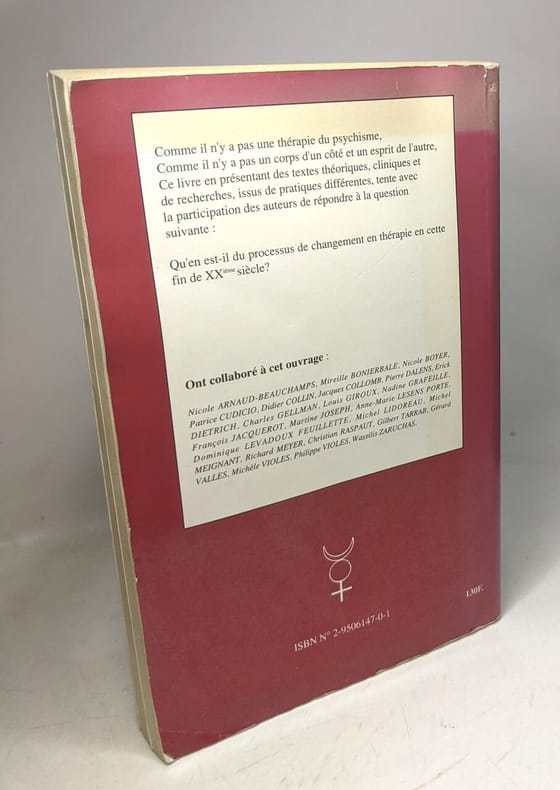 Comme il n'y a pas une thérapie du psychisme,
Comme il n'y a pas un corps d'un côté et un esprit de l'autre,
Ce livre en présentant des textes théoriques, cliniques et
de recherches, issus de pratiques différentes, tente avec
la participation des auteurs de répondre à la question
suivante :
Qu'en est-il du processus de changement en thérapie en cette
fin de XXième siècle?
Ont collaboré à cet ouvrage :
Nicole ARNAUD-BEAUCHAMPS, Mireille BONIERBALE, Nicole BOYER,
Patrice CUDICIO, Didier COLLIN, Jacques COLLOMB, Pierre DALENS, Erick
DIETRICH, Charles GELLMAN, Louis GIROUX, Nadine GRAFEILLE,
François JACQUEROT, Martine JOSEPH, Anne-Marie LESENS PORTE,
Dominique LEVADOUX FEUILLETTE, Michel LIDOREAU, Michel
MEIGNANT, Richard MEYER, Christian RASPAUT, Gilbert TARRAB, Gérard
VALLES, Michèle VIOLES, Philippe VIOLES, Wassilis ZARUCHAS.
130F.
ISBN N° 2-9506147-0-1